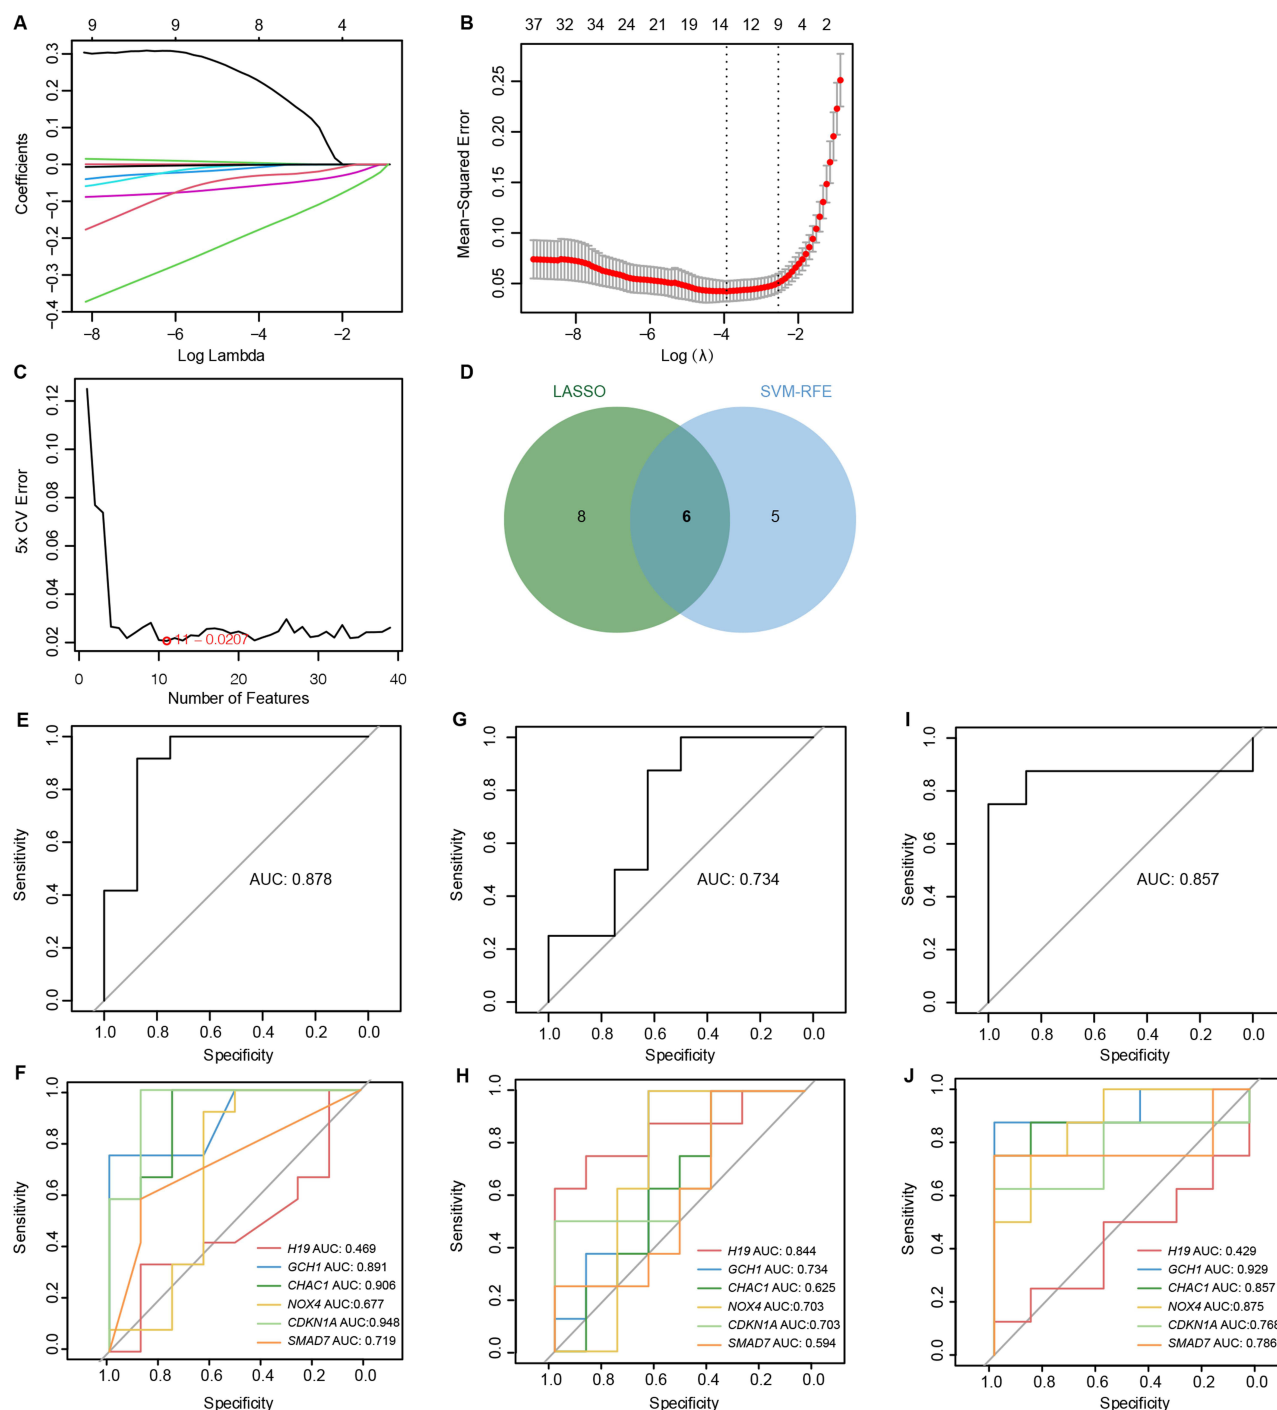 A
9 9 8 4
0.3
0.1
0.0
−0.1
−0.2
−0.3
−0.4
Coefficients
−8 −6 −4 −2
Log Lambda
B
37 32 34 24 21 19 14 12 9 4 2
0.25
0.20
0.15
0.10
0.05
Mean−Squared Error
−8 −6 −4 −2
Log (λ)
C
0.12
0.10
0.08
0.06
0.04
0.02
5x CV Error
11 − 0.0207
0 10 20 30 40
Number of Features
D
LASSO SVM-RFE
8 6 5
E
1.0
0.8
0.6
0.4
0.2
0.0
Sensitivity
AUC: 0.878
1.0 0.8 0.6 0.4 0.2 0.0
Specificity
G
1.0
0.8
0.6
0.4
0.2
0.0
Sensitivity
AUC: 0.734
1.0 0.8 0.6 0.4 0.2 0.0
Specificity
I
1.0
0.8
0.6
0.4
0.2
0.0
Sensitivity
AUC: 0.857
1.0 0.8 0.6 0.4 0.2 0.0
Specificity
F
1.0
0.8
0.6
0.4
0.2
0.0
Sensitivity
H19 AUC: 0.469
GCH1 AUC: 0.891
CHAC1 AUC: 0.906
NOX4 AUC:0.677
CDKN1A AUC:0.948
SMAD7 AUC: 0.719
1.0 0.8 0.6 0.4 0.2 0.0
Specificity
H
1.0
0.8
0.6
0.4
0.2
0.0
Sensitivity
H19 AUC: 0.844
GCH1 AUC: 0.734
CHAC1 AUC: 0.625
NOX4 AUC:0.703
CDKN1A AUC:0.703
SMAD7 AUC: 0.594
1.0 0.8 0.6 0.4 0.2 0.0
Specificity
J
1.0
0.8
0.6
0.4
0.2
0.0
Sensitivity
H19 AUC: 0.429
GCH1 AUC: 0.929
CHAC1 AUC: 0.857
NOX4 AUC:0.875
CDKN1A AUC:0.768
SMAD7 AUC: 0.786
1.0 0.8 0.6 0.4 0.2 0.0
Specificity